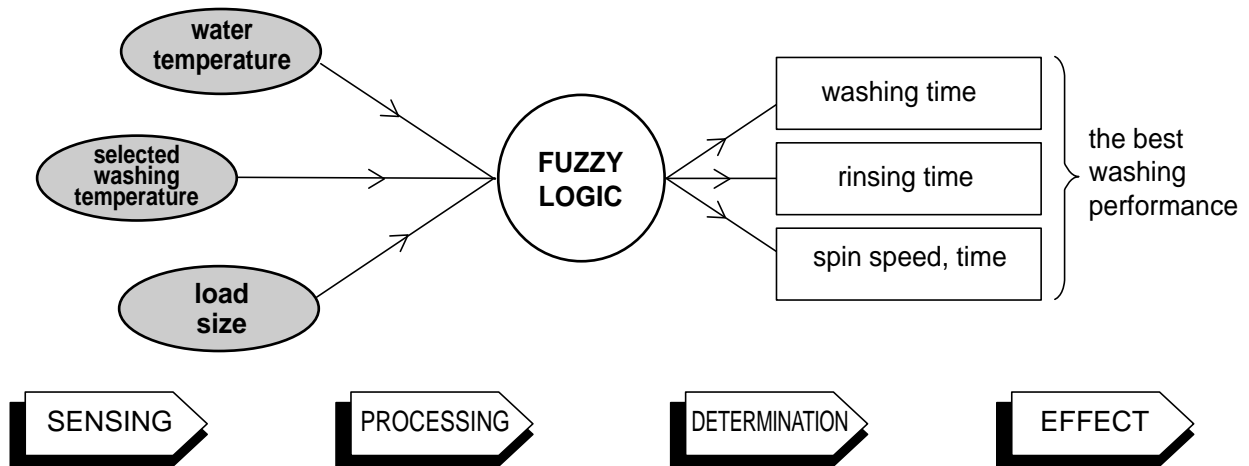 water
temperature
selected
washing
temperature
load
size
FUZZY
LOGIC
washing time
rinsing time
spin speed, time
the best
washing
performance
SENSING
PROCESSING
DETERMINATION
EFFECT